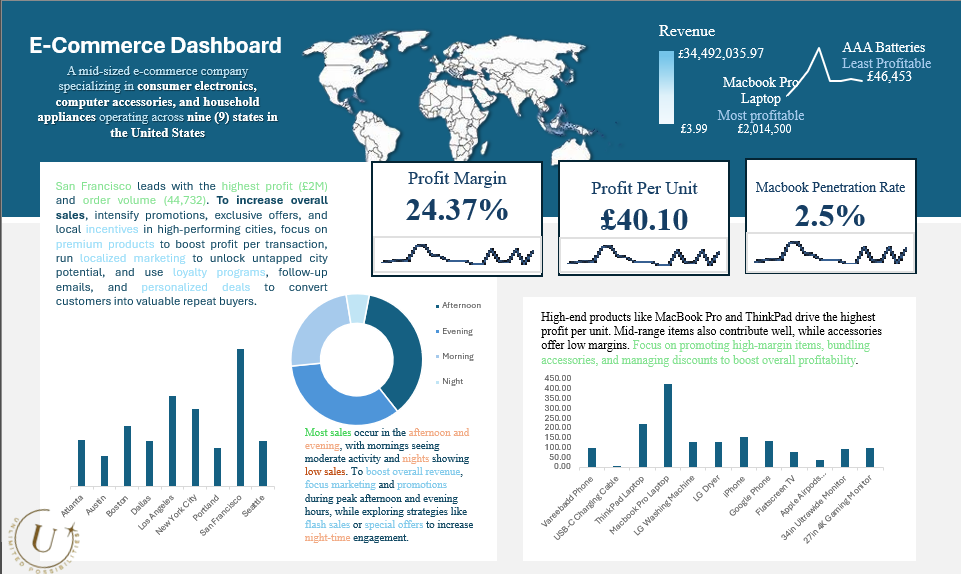 E-Commerce Dashboard
A mid-sized e-commerce company
specializing in consumer electronics,
computer accessories, and household
appliances operating across nine (9) states in
the United States
Revenue
£34,492,035.97
£3.99
Macbook Pro
Laptop
Most profitable
£2,014,500
AAA Batteries
Least Profitable
£46,453
Profit Margin
24.37%
Profit Per Unit
£40.10
Macbook Penetration Rate
2.5%
San Francisco leads with the highest profit (£2M)
and order volume (44,732). To increase overall
sales, intensify promotions, exclusive offers, and
local incentives in high-performing cities, focus on
premium products to boost profit per transaction,
run localized marketing to unlock untapped city
potential, and use loyalty programs, follow-up
emails, and personalized deals to convert
customers into valuable repeat buyers.
Afternoon
Evening
Morning
Night
Most sales occur in the afternoon and
evening, with mornings seeing
moderate activity and nights showing
low sales. To boost overall revenue,
focus marketing and promotions
during peak afternoon and evening
hours, while exploring strategies like
flash sales or special offers to increase
night-time engagement.
Atlanta
Austin
Boston
Dallas
Los Angeles
New York City
Portland
San Francisco
Seattle
High-end products like MacBook Pro and ThinkPad drive the highest
profit per unit. Mid-range items also contribute well, while accessories
offer low margins. Focus on promoting high-margin items, bundling
accessories, and managing discounts to boost overall profitability.
450.00
400.00
350.00
300.00
250.00
200.00
150.00
100.00
50.00
0.00
Vareebadd Phone
USB-C Charging Cable
ThinkPad Laptop
Macbook Pro Laptop
LG Washing Machine
LG Dryer
iPhone
Google Phone
Flatscreen TV
Apple Airpods...
34in Ultrawide Monitor
27in 4K Gaming Monitor
U
UNLIMITED POSSIBILITIES